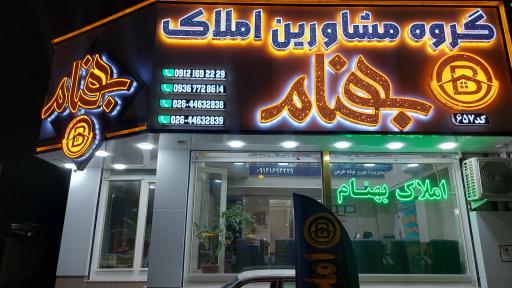 گروه مشاورین املاک
بهنام
بهنام
0912 169 22 29
0936 772 8614
026-44632838
026-44632839
کد ۶۵۷
املاک بهنام
۰۹۱۲۱۶۹۲۲۲۹